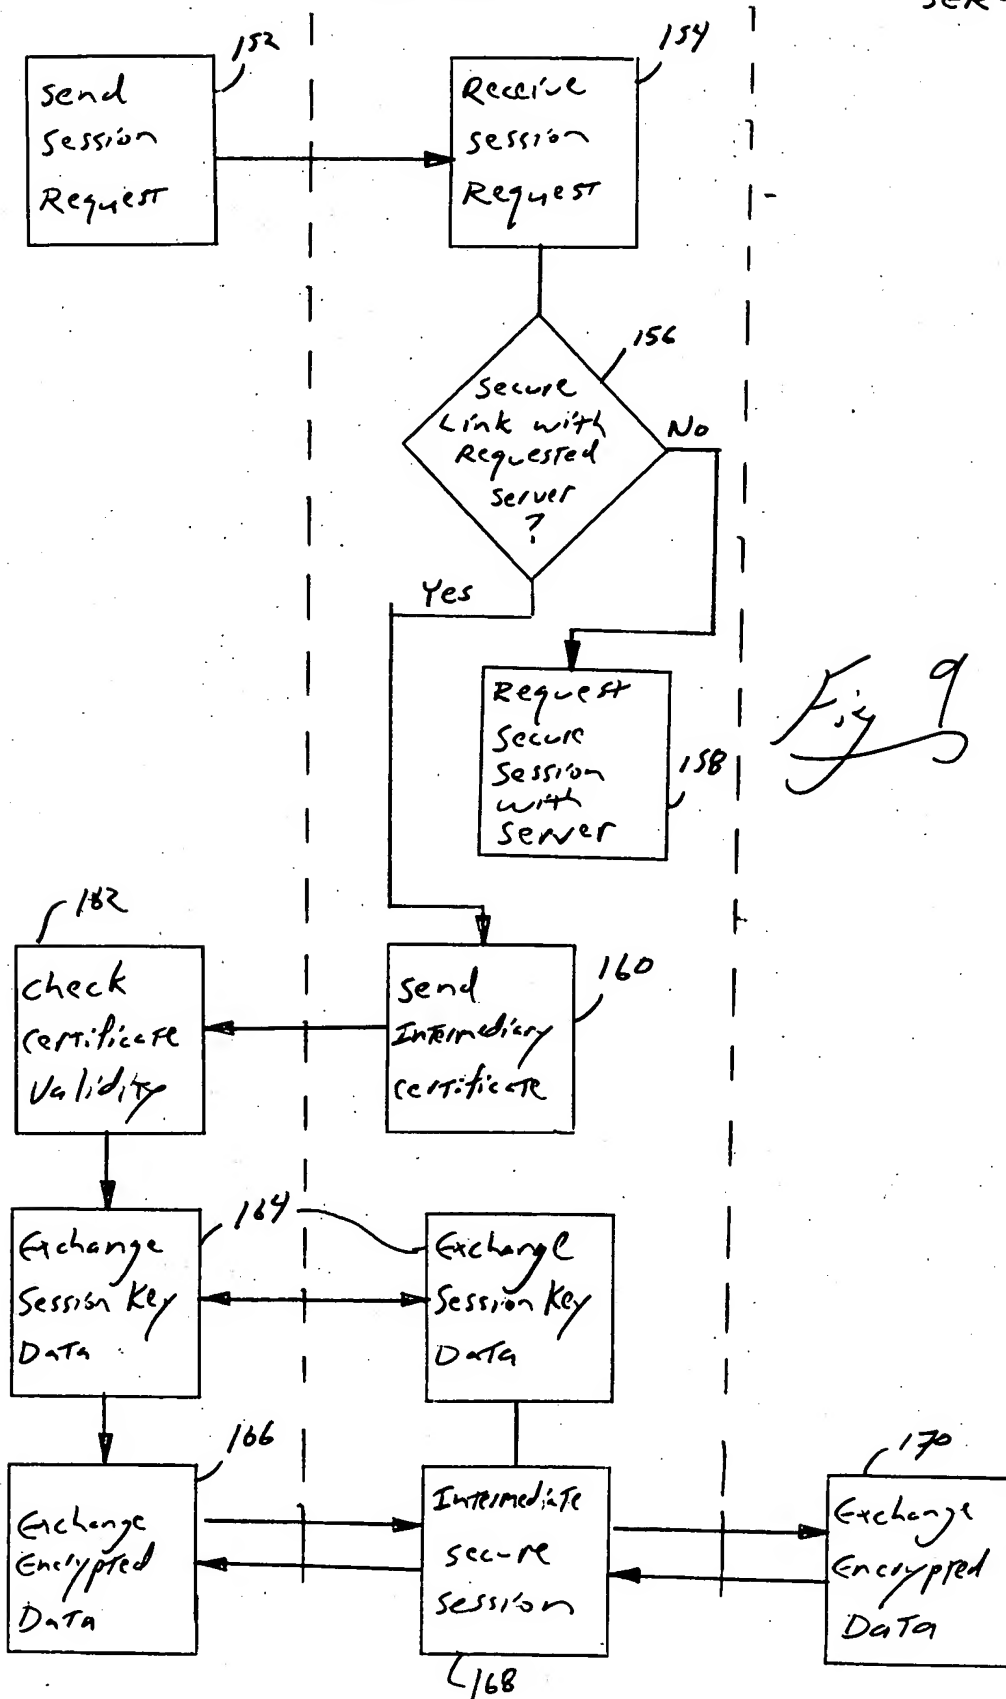 SER
152
Send
Session
Request
154
Receive
Session
Request
156
Secure
Link with
Requested
Server
?
No
Yes
Request
Secure
Session
with
Server
158
Fig 9
162
Check
Certificate
Validity
160
Send
Intermediary
Certificate
164
Exchange
Session Key
Data
Exchange
Session Key
Data
166
Exchange
Encrypted
Data
Intermediate
Secure
Session
168
170
Exchange
Encrypted
Data